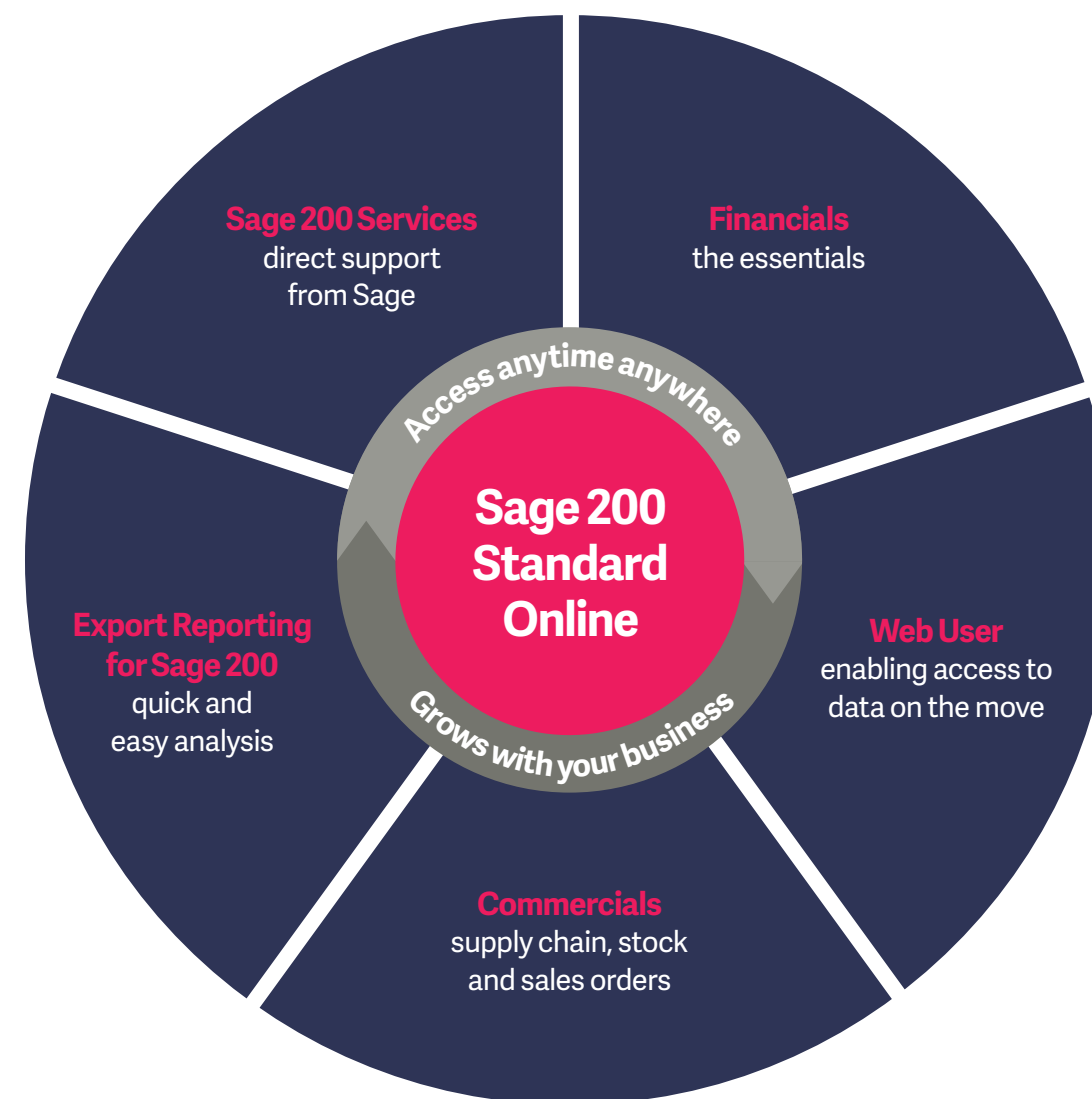 Sage 200 Services
direct support
from Sage
Financials
the essentials
Access anytime anywhere
Sage 200
Standard
Online
Grows with your business
Export Reporting
for Sage 200
quick and
easy analysis
Web User
enabling access to
data on the move
Commercials
supply chain, stock
and sales orders